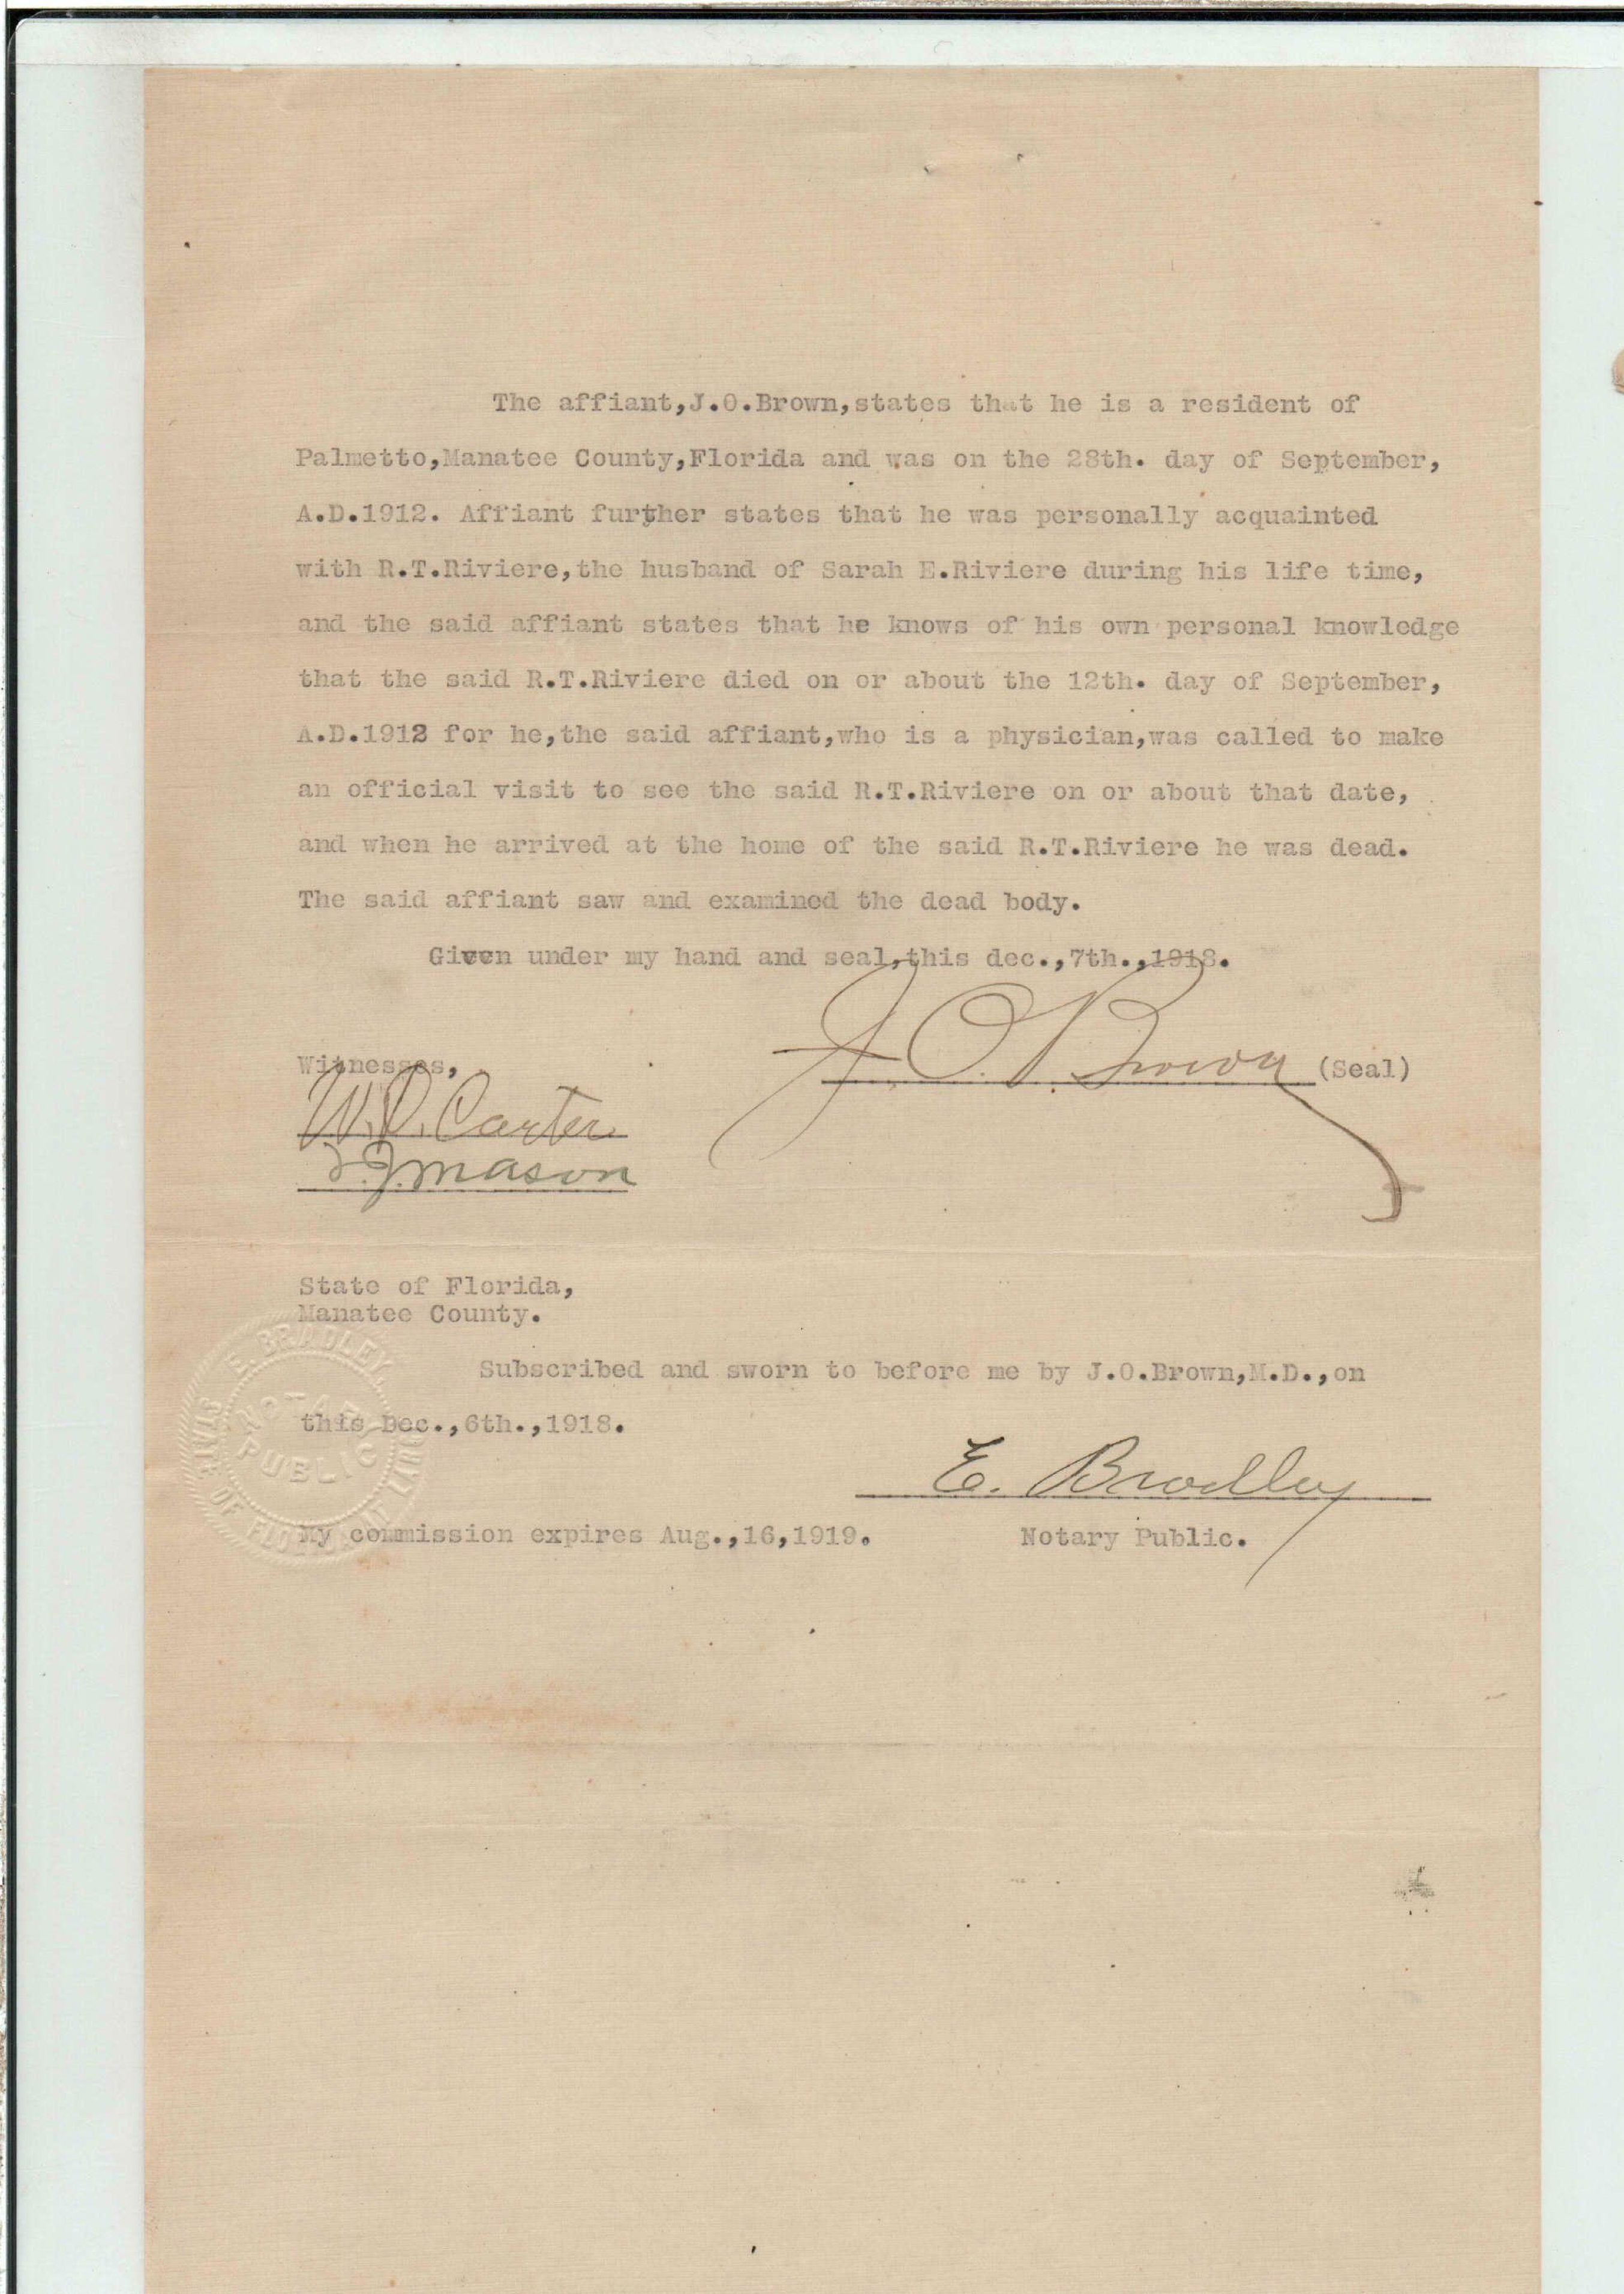 The affiant,J.O.Brown,states that he is a resident of
Palmetto,Manatee County,Florida and was on the 28th. day of September,
A.D.1912. Affiant further states that he was personally acquainted
with R.T.Riviere,the husband of Sarah E.Riviere during his life time,
and the said affiant states that he knows of his own personal knowledge
that the said R.T.Riviere died on or about the 12th. day of September,
A.D.1912 for he,the said affiant,who is a physician,was called to make
an official visit to see the said R.T.Riviere on or about that date,
and when he arrived at the home of the said R.T.Riviere he was dead.
The said affiant saw and examined the dead body.
Given under my hand and seal,this dec.,7th.,1918.
J. O. Brown (Seal)
Witnesses,
W. D. Carter
J. Mason
State of Florida,
Manatee County.
Subscribed and sworn to before me by J.O.Brown,M.D.,on
this Dec.,6th.,1918.
E. Bradley
My commission expires Aug.,16,1919. Notary Public.
E. BRADLEY,
NOTARY
PUBLIC
STATE OF FLORIDA AT LARGE